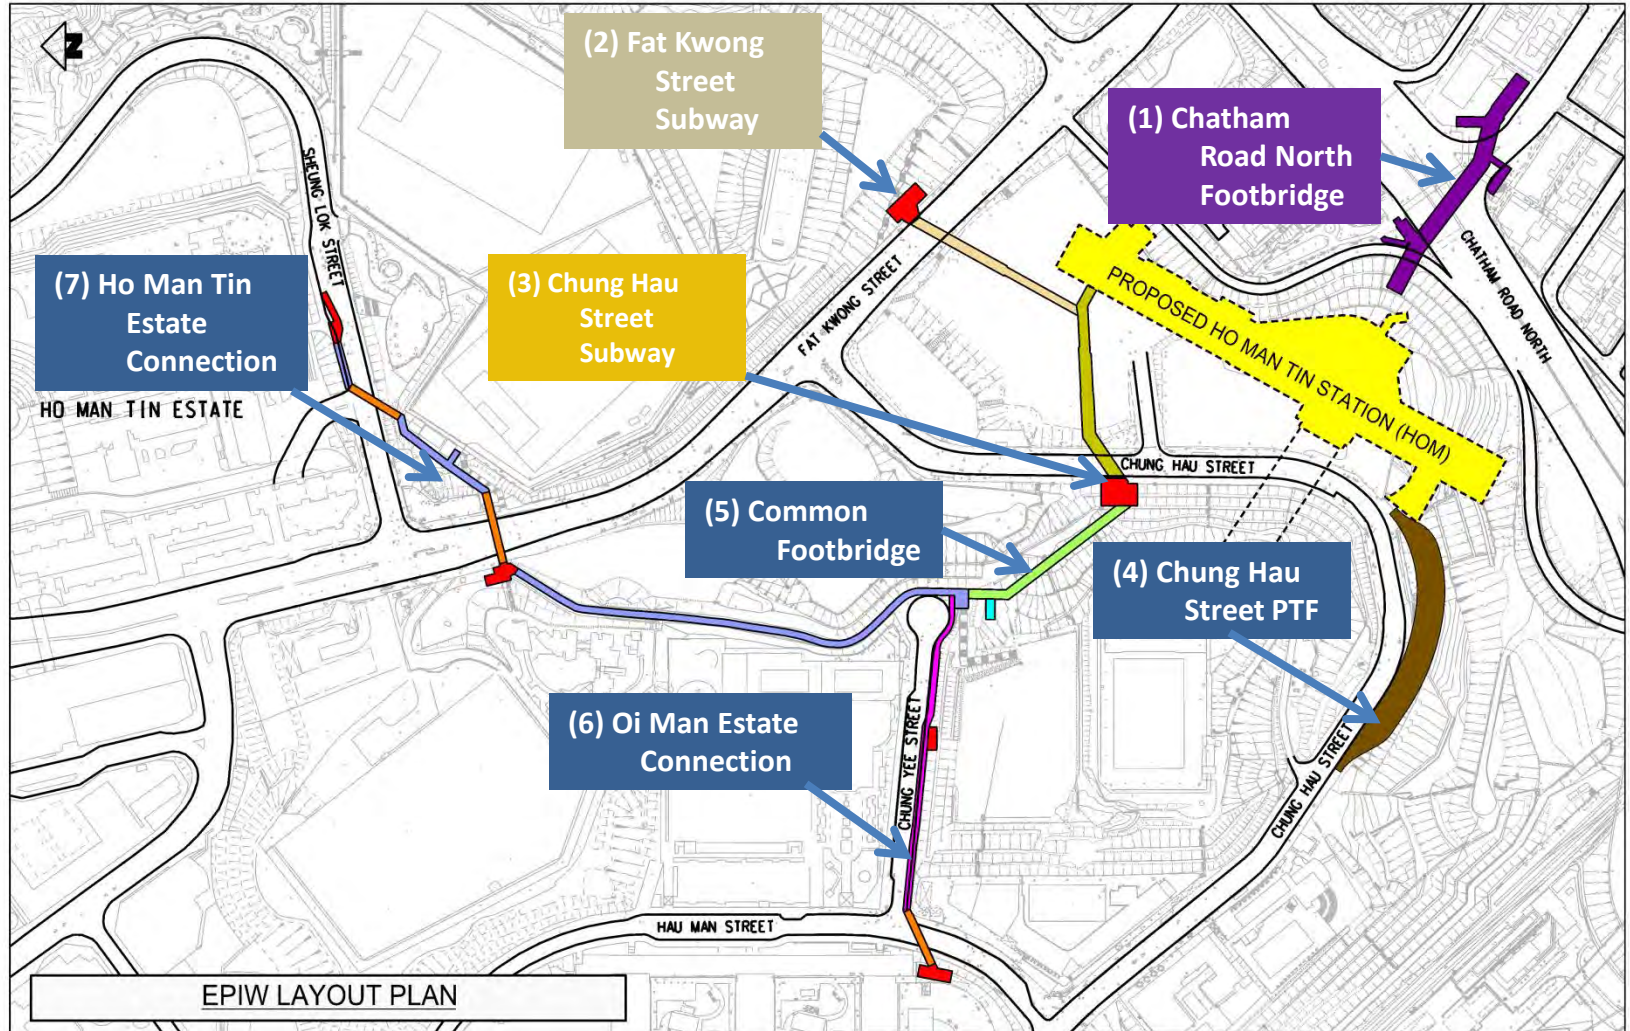 N
(2) Fat Kwong
Street
Subway
(1) Chatham
Road North
Footbridge
SHEUNG LOK STREET
(7) Ho Man Tin
Estate
Connection
(3) Chung Hau
Street
Subway
FAT KWONG STREET
PROPOSED HO MAN TIN STATION (HOM)
CHATHAM ROAD NORTH
HO MAN TIN ESTATE
CHUNG HAU STREET
(5) Common
Footbridge
(4) Chung Hau
Street PTF
(6) Oi Man Estate
Connection
CHUNG YEE STREET
CHUNG HAU STREET
HAU MAN STREET
EPIW LAYOUT PLAN